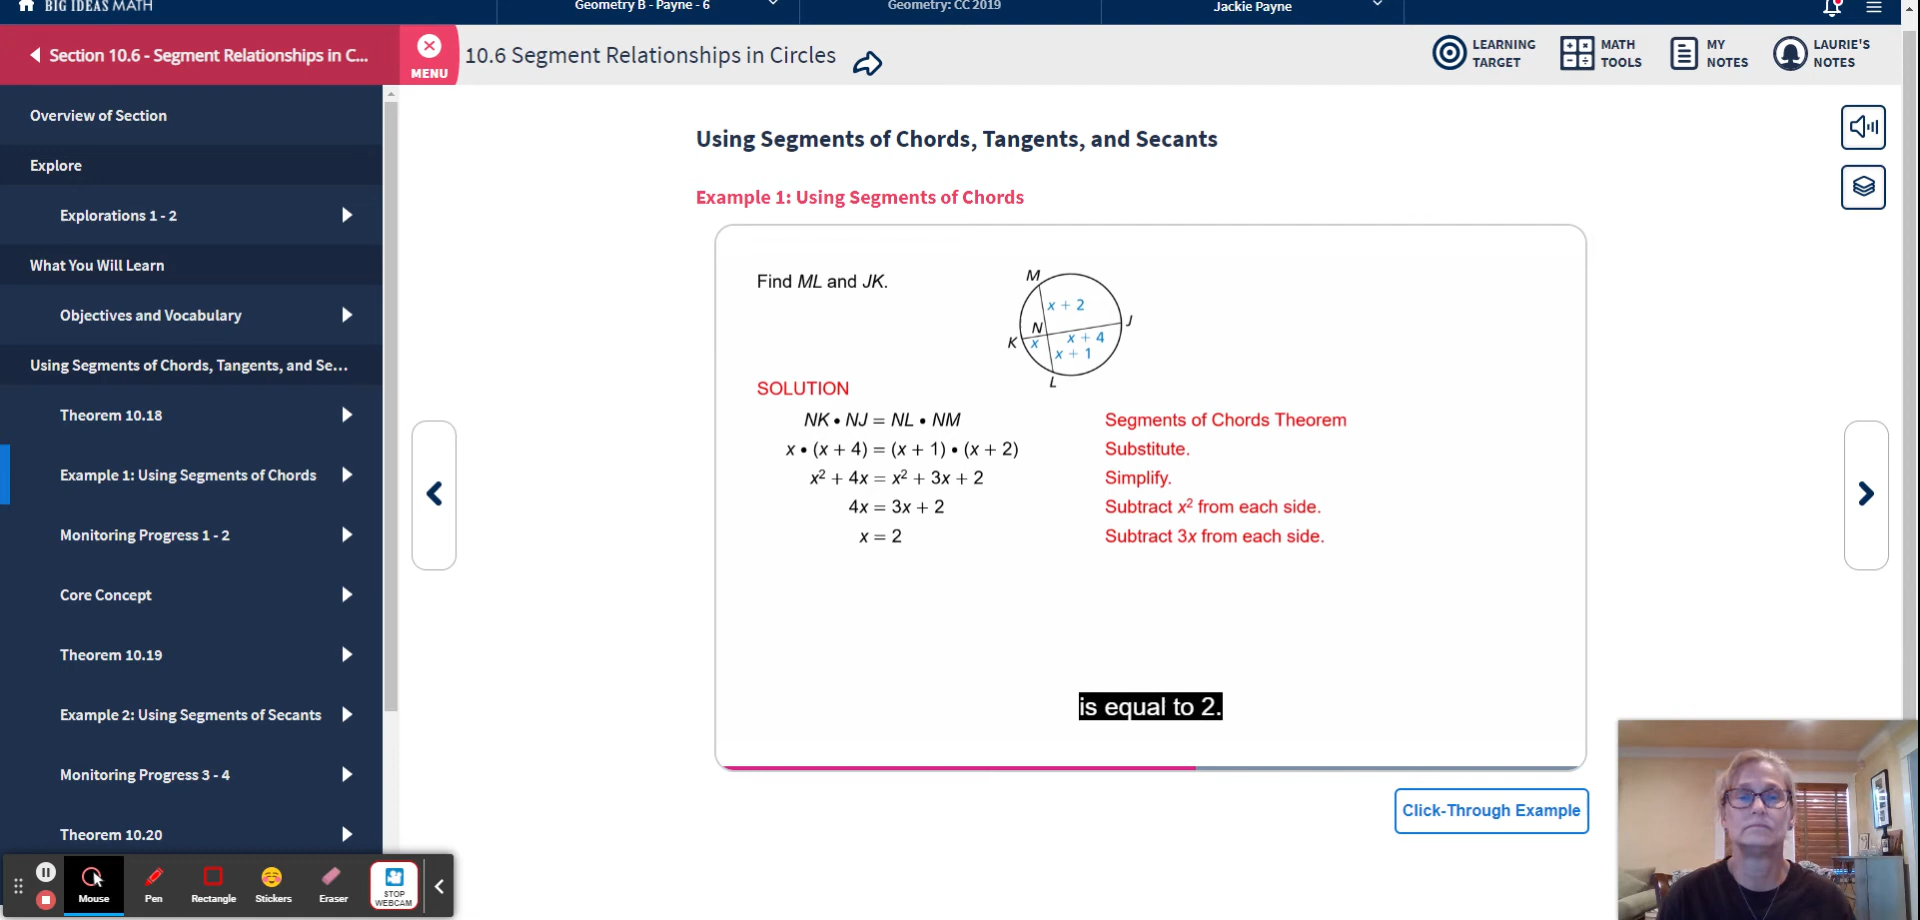 BIG IDEAS MATH
Geometry B - Payne - 6
Geometry: CC 2019
Jackie Payne
Section 10.6 - Segment Relationships in C...
MENU
10.6 Segment Relationships in Circles
LEARNING TARGET
MATH TOOLS
MY NOTES
LAURIE'S NOTES
Overview of Section
Explore
Explorations 1 - 2
What You Will Learn
Objectives and Vocabulary
Using Segments of Chords, Tangents, and Se...
Theorem 10.18
Example 1: Using Segments of Chords
Monitoring Progress 1 - 2
Core Concept
Theorem 10.19
Example 2: Using Segments of Secants
Monitoring Progress 3 - 4
Theorem 10.20
Using Segments of Chords, Tangents, and Secants
Example 1: Using Segments of Chords
Find ML and JK.
M
x + 2
N
J
K
x
x + 4
x + 1
L
SOLUTION
NK • NJ = NL • NM Segments of Chords Theorem
x • (x + 4) = (x + 1) • (x + 2) Substitute.
x² + 4x = x² + 3x + 2 Simplify.
4x = 3x + 2 Subtract x² from each side.
x = 2 Subtract 3x from each side.
is equal to 2.
Click-Through Example
Mouse
Pen
Rectangle
Stickers
Eraser
STOP WEBCAM